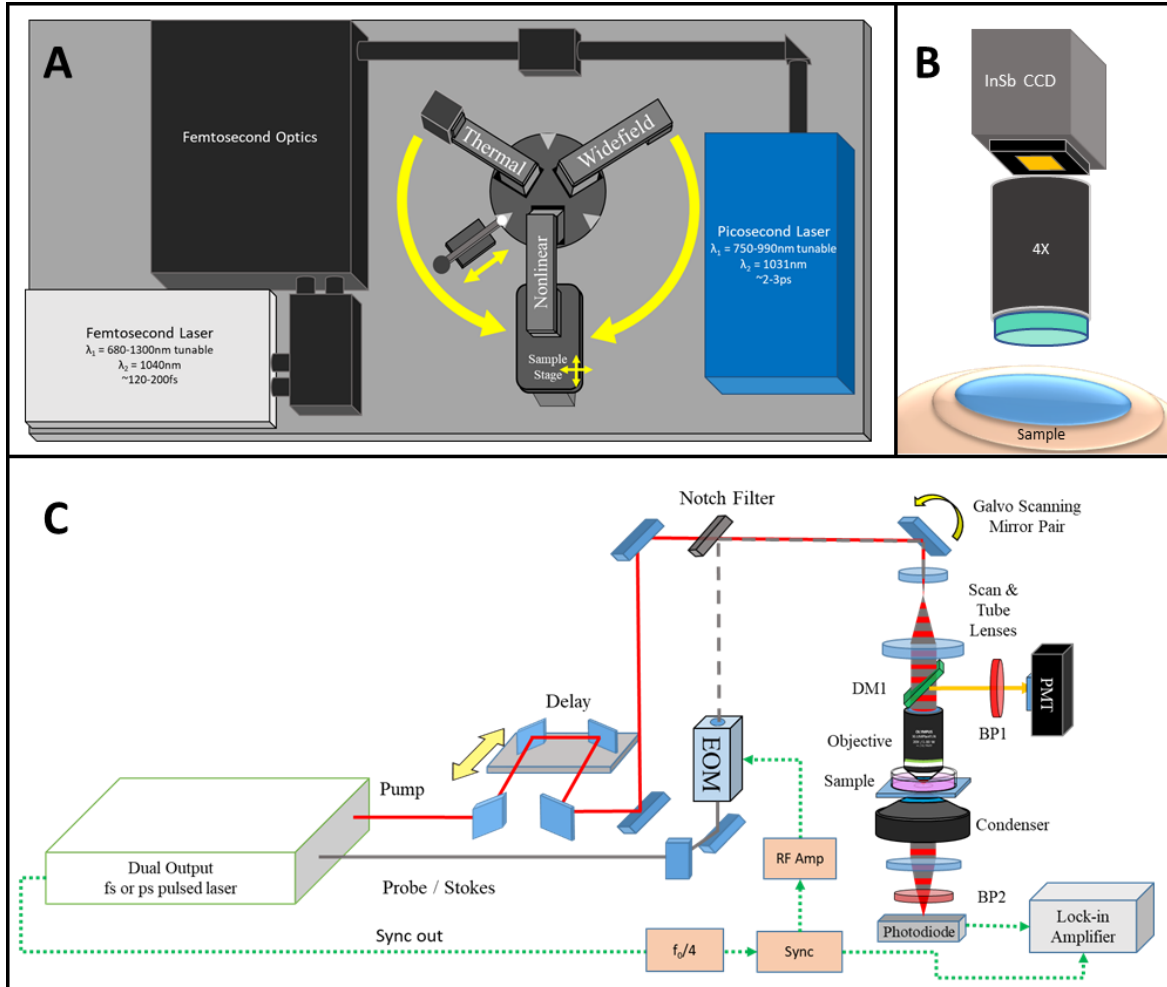 A
Femtosecond Optics
Thermal
Widefield
Nonlinear
Sample
Stage
Femtosecond Laser
λ1 = 680-1300nm tunable
λ2 = 1040nm
~120-200fs
Picosecond Laser
λ1 = 750-990nm tunable
λ2 = 1031nm
~2-3ps
B
InSb CCD
4X
Sample
C
Notch Filter
Galvo Scanning
Mirror Pair
Scan &
Tube
Lenses
DM1
BP1
PMT
Delay
EOM
Objective
Sample
Pump
Condenser
Dual Output
fs or ps pulsed laser
Probe / Stokes
RF Amp
BP2
Photodiode
Lock-in
Amplifier
Sync out
f0/4
Sync